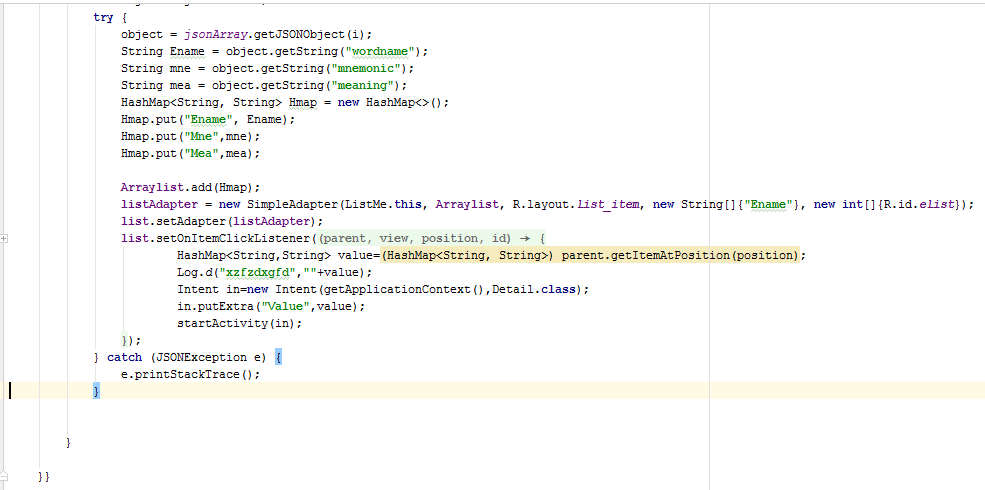 try {
object = jsonArray.getJSONObject(i);
String Ename = object.getString("wordname");
String mne = object.getString("mnemonic");
String mea = object.getString("meaning");
HashMap<String, String> Hmap = new HashMap<>();
Hmap.put("Ename", Ename);
Hmap.put("Mne",mne);
Hmap.put("Mea",mea);
Arraylist.add(Hmap);
listAdapter = new SimpleAdapter(ListMe.this, Arraylist, R.layout.list_item, new String[]{"Ename"}, new int[]{R.id.elist});
list.setAdapter(listAdapter);
list.setOnItemClickListener((parent, view, position, id) → {
HashMap<String,String> value=(HashMap<String, String>) parent.getItemAtPosition(position);
Log.d("xzfzdxgfd",""+value);
Intent in=new Intent(getApplicationContext(),Detail.class);
in.putExtra("Value",value);
startActivity(in);
});
} catch (JSONException e) {
e.printStackTrace();
}
}
}}